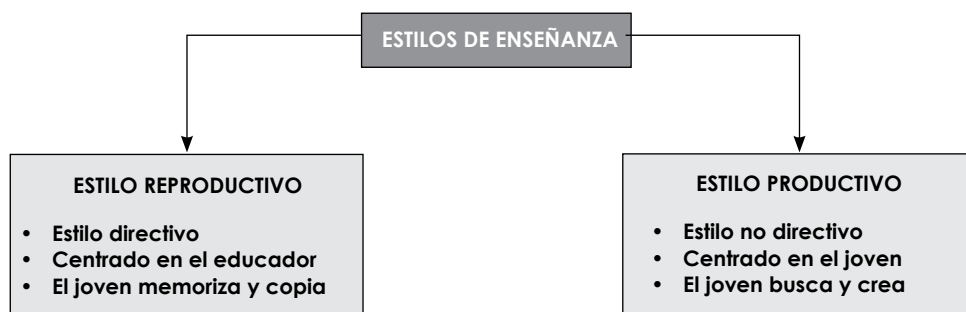 ESTILOS DE ENSEÑANZA
ESTILO REPRODUCTIVO
• Estilo directivo
• Centrado en el educador
• El joven memoriza y copia
ESTILO PRODUCTIVO
• Estilo no directivo
• Centrado en el joven
• El joven busca y crea